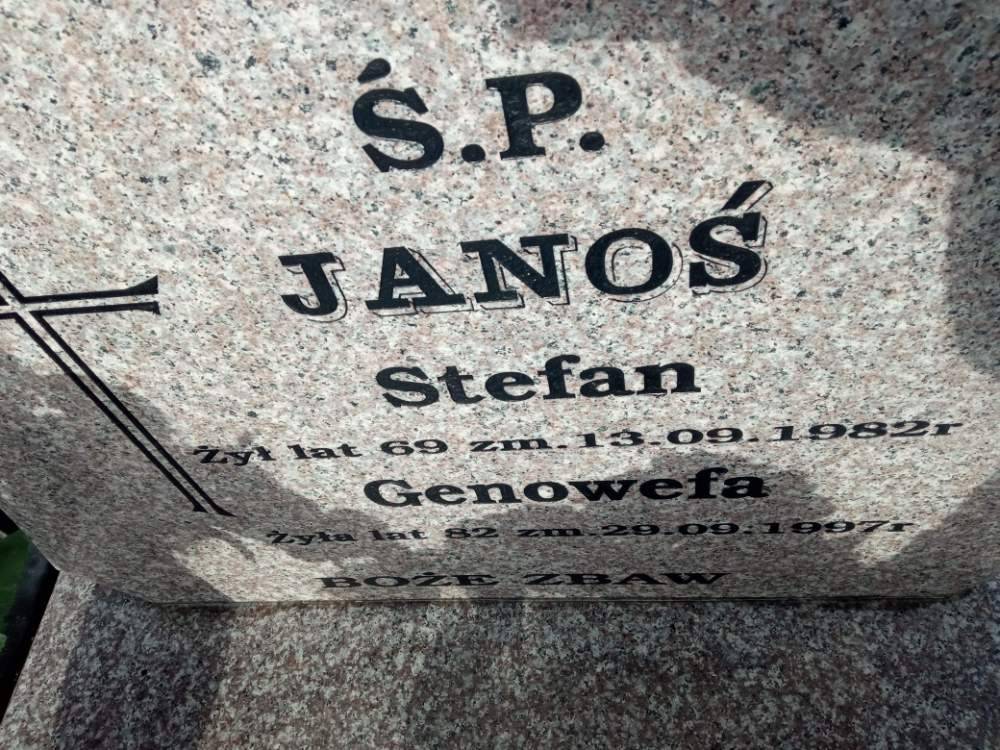 Ś.P.
JANOŚ
Stefan
Żył lat 69 zm.13.09.1982r
Genowefa
Żyła lat 82 zm.29.09.1997r
BOŻE ZBAW